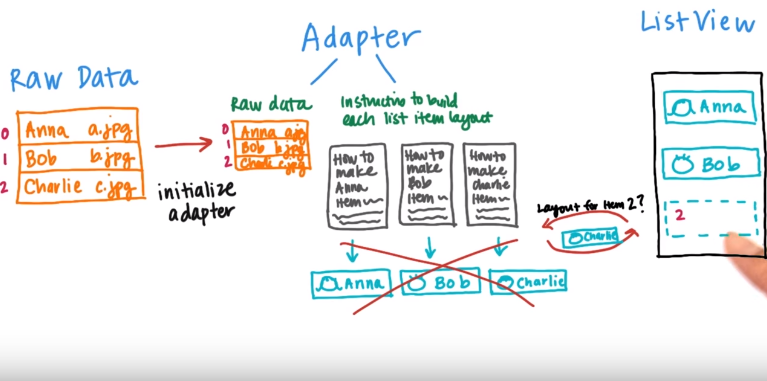 Adapter
ListView
Raw Data
0 Anna a.jpg
1 Bob b.jpg
2 Charlie c.jpg
initialize
adapter
Raw data
0 Anna a.jpg
1 Bob b.jpg
2 Charlie c.jpg
to build
each list item layout
How to
make
Anna
Item
How to
make
Bob
Item
How to
make
Charlie
Item
Anna
Bob
Charlie
Layout for Item 2?
Charlie
Anna
Bob
2